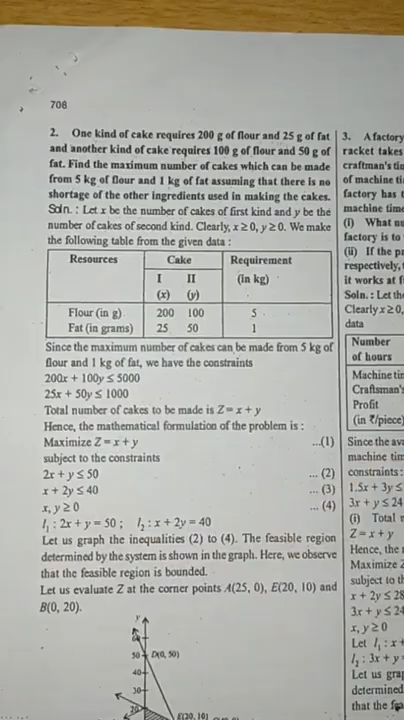 708
2. One kind of cake requires 200 g of flour and 25 g of fat
and another kind of cake requires 100 g of flour and 50 g of
fat. Find the maximum number of cakes which can be made
from 5 kg of flour and 1 kg of fat assuming that there is no
shortage of the other ingredients used in making the cakes.
Soln. : Let x be the number of cakes of first kind and y be the
number of cakes of second kind. Clearly, x ≥ 0, y ≥ 0. We make
the following table from the given data :
Resources Cake Requirement
I II (in kg)
(x) (y)
Flour (in g) 200 100 5
Fat (in grams) 25 50 1
Since the maximum number of cakes can be made from 5 kg of
flour and 1 kg of fat, we have the constraints
200x + 100y ≤ 5000
25x + 50y ≤ 1000
Total number of cakes to be made is Z = x + y
Hence, the mathematical formulation of the problem is :
Maximize Z = x + y ...(1)
subject to the constraints
2x + y ≤ 50 ... (2)
x + 2y ≤ 40 ... (3)
x, y ≥ 0 ... (4)
l₁ : 2x + y = 50 ; l₂ : x + 2y = 40
Let us graph the inequalities (2) to (4). The feasible region
determined by the system is shown in the graph. Here, we observe
that the feasible region is bounded.
Let us evaluate Z at the corner points A(25, 0), E(20, 10) and
B(0, 20).
y
50 D(0, 50)
40
30
20
E(20, 10)
3. A factory
racket takes
craftman's tim
of machine ti
factory has t
machine time
(i) What nu
factory is to
(ii) If the pr
respectively,
it works at f
Soln. : Let the
Clearly x ≥ 0,
data
Number
of hours
Machine tim
Craftsman's
Profit
(in ₹/piece)
Since the ava
machine tim
constraints :
1.5x + 3y ≤
3x + y ≤ 24
(i) Total
Z = x + y
Hence, the
Maximize Z
subject to th
x + 2y ≤ 28
3x + y ≤ 24
x, y ≥ 0
Let l₁ : x +
l₂ : 3x + y
Let us grap
determined
that the fea